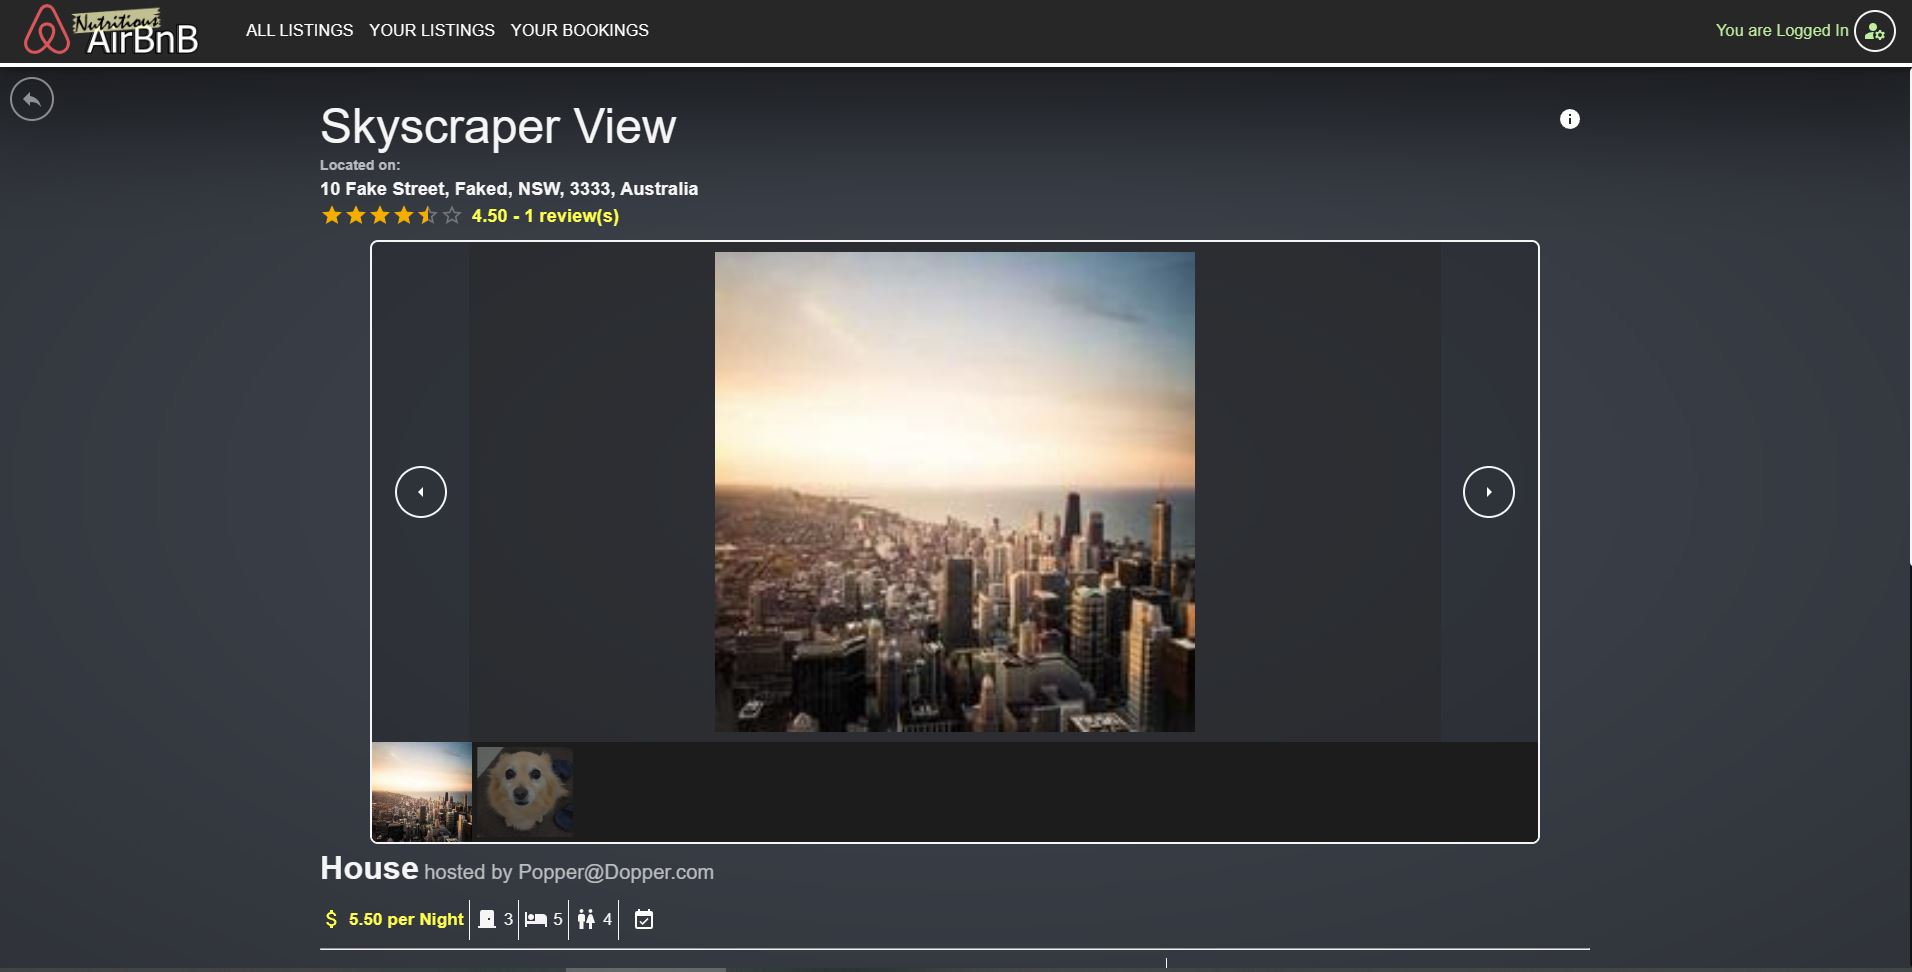 Nutritious
AirBnB
ALL LISTINGS YOUR LISTINGS YOUR BOOKINGS
You are Logged In
Skyscraper View
Located on:
10 Fake Street, Faked, NSW, 3333, Australia
4.50 - 1 review(s)
House hosted by Popper@Dopper.com
$ 5.50 per Night 3 5 4